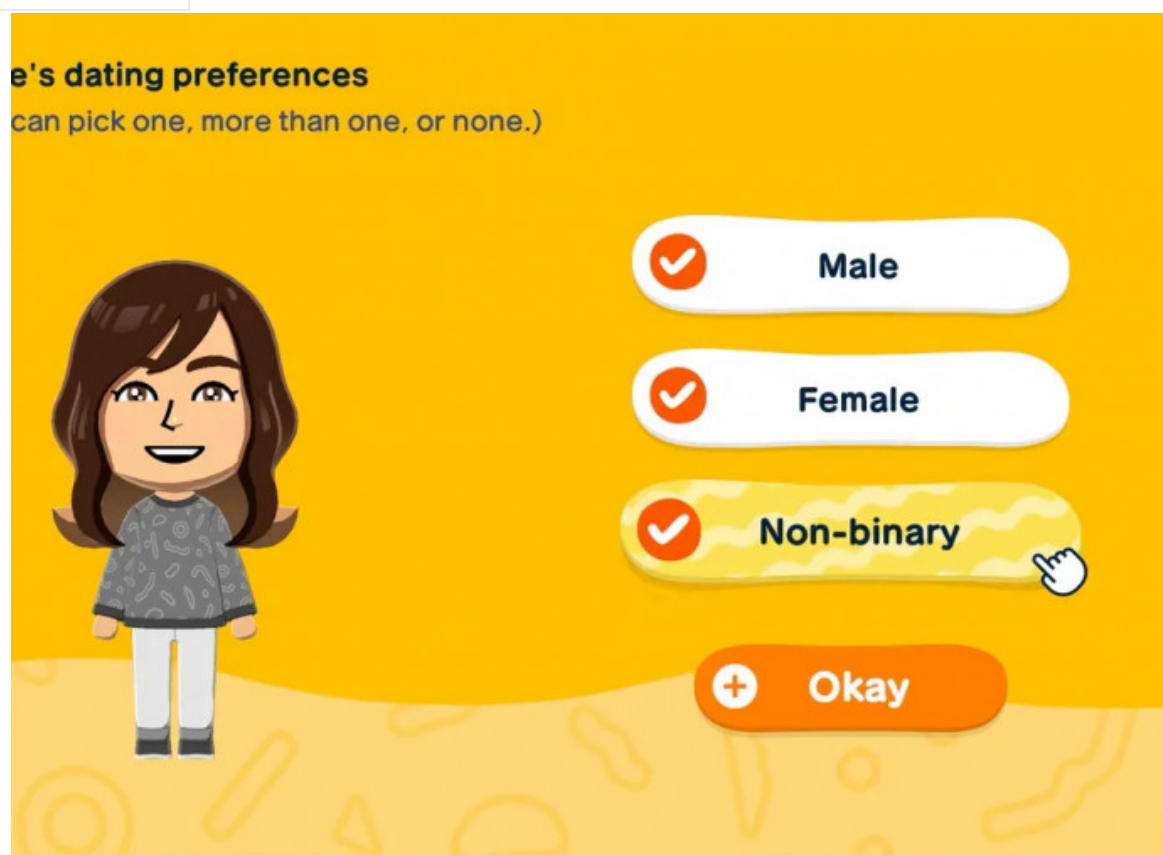 e's dating preferences
can pick one, more than one, or none.)
Male
Female
Non-binary
Okay